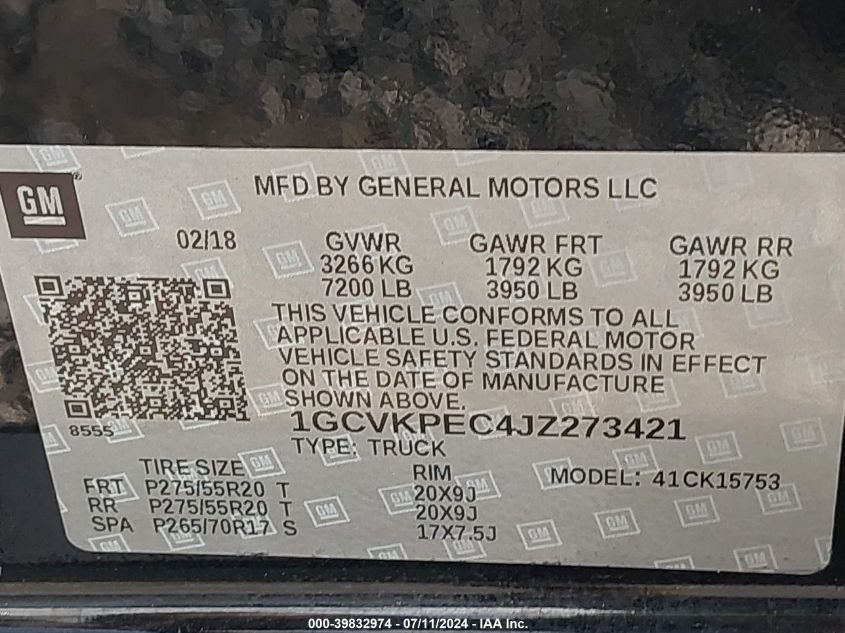 GM
MFD BY GENERAL MOTORS LLC
02/18 GVWR GAWR FRT GAWR RR
3266 KG 1792 KG 1792 KG
7200 LB 3950 LB 3950 LB
THIS VEHICLE CONFORMS TO ALL
APPLICABLE U.S. FEDERAL MOTOR
VEHICLE SAFETY STANDARDS IN EFFECT
ON THE DATE OF MANUFACTURE
SHOWN ABOVE.
8555 1GCVKPEC4JZ273421
TYPE: TRUCK
TIRE SIZE RIM MODEL: 41CK15753
FRT P275/55R20 T 20X9J
RR P275/55R20 T 20X9J
SPA P265/70R17 S 17X7.5J
000-39832974 - 07/11/2024 - IAA Inc.